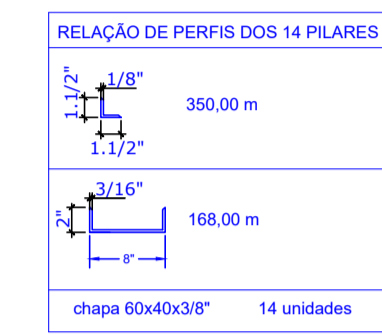 RELAÇÃO DE PERFIS DOS 14 PILARES
1/8"
1.1/2"
350,00 m
1.1/2"
3/16"
2"
168,00 m
8"
chapa 60x40x3/8" 14 unidades